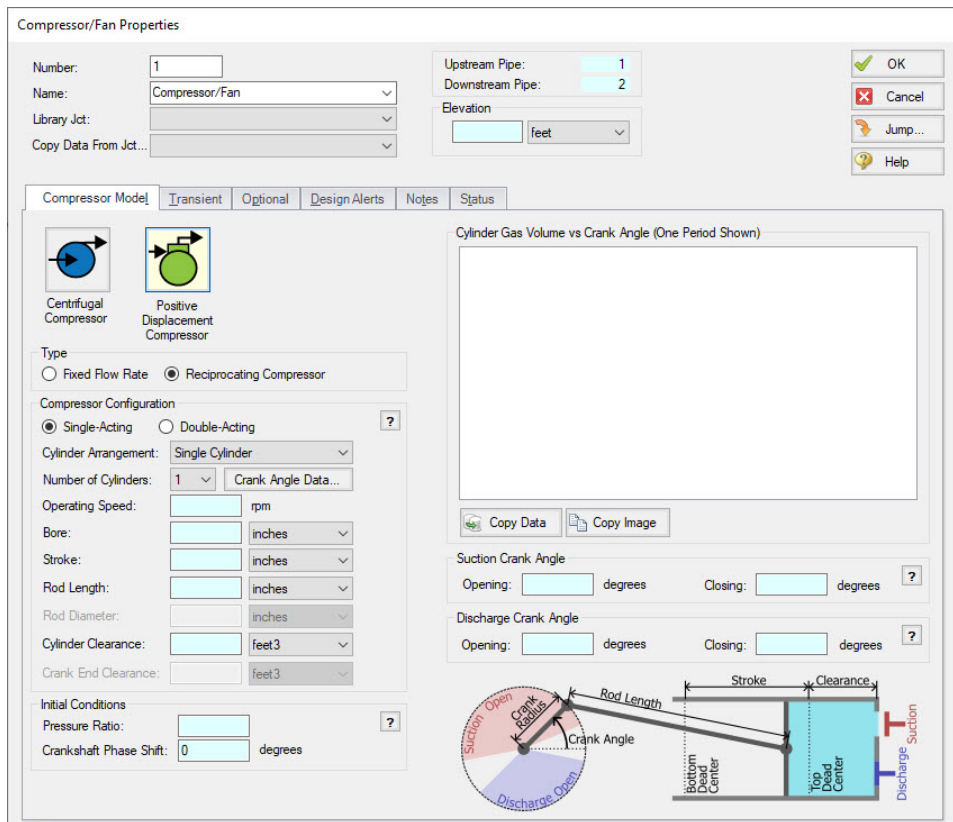 Compressor/Fan Properties
Number: 1
Name: Compressor/Fan
Library Jct:
Copy Data From Jct...
Upstream Pipe: 1
Downstream Pipe: 2
Elevation
feet
OK
Cancel
Jump...
Help
Compressor Model Transient Optional Design Alerts Notes Status
Centrifugal
Compressor
Positive
Displacement
Compressor
Type
Fixed Flow Rate Reciprocating Compressor
Compressor Configuration
Single-Acting Double-Acting ?
Cylinder Arrangement: Single Cylinder
Number of Cylinders: 1 Crank Angle Data...
Operating Speed: rpm
Bore: inches
Stroke: inches
Rod Length: inches
Rod Diameter: inches
Cylinder Clearance: feet3
Crank End Clearance: feet3
Initial Conditions
Pressure Ratio: ?
Crankshaft Phase Shift: 0 degrees
Cylinder Gas Volume vs Crank Angle (One Period Shown)
Copy Data Copy Image
Suction Crank Angle
Opening: degrees Closing: degrees ?
Discharge Crank Angle
Opening: degrees Closing: degrees ?
Suction Open
Crank
Radius
Crank Angle
Discharge Open
Rod Length
Stroke
Clearance
Bottom
Dead
Center
Top
Dead
Center
Suction
Discharge